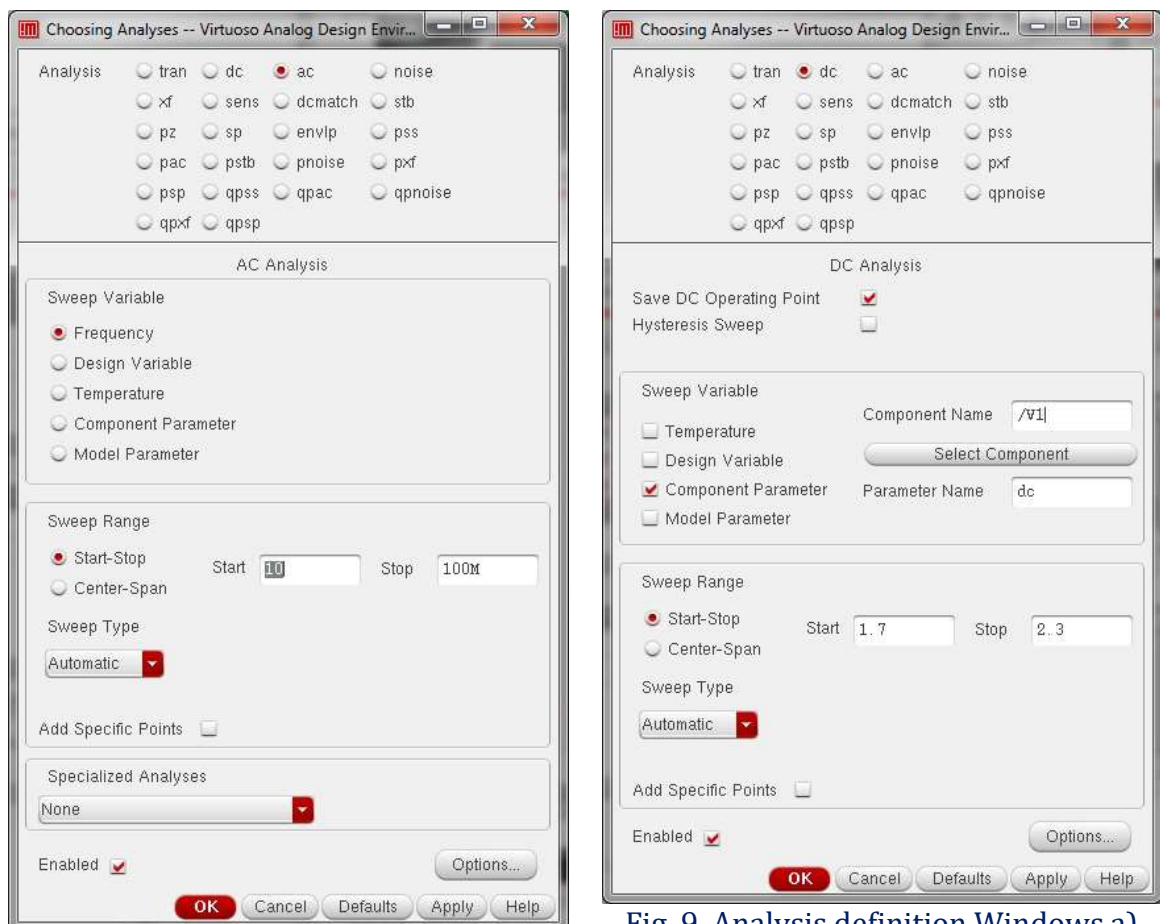 Choosing Analyses -- Virtuoso Analog Design Envir...
Analysis tran dc ac noise
xf sens dcmatch stb
pz sp envlp pss
pac pstb pnoise pxf
psp qpss qpac qpnoise
qpxf qpsp
AC Analysis
Sweep Variable
Frequency
Design Variable
Temperature
Component Parameter
Model Parameter
Sweep Range
Start-Stop Start 10 Stop 100M
Center-Span
Sweep Type
Automatic
Add Specific Points
Specialized Analyses
None
Enabled Options...
OK Cancel Defaults Apply Help
Choosing Analyses -- Virtuoso Analog Design Envir...
Analysis tran dc ac noise
xf sens dcmatch stb
pz sp envlp pss
pac pstb pnoise pxf
psp qpss qpac qpnoise
qpxf qpsp
DC Analysis
Save DC Operating Point
Hysteresis Sweep
Sweep Variable
Component Name /V1
Temperature
Select Component
Design Variable
Component Parameter Parameter Name dc
Model Parameter
Sweep Range
Start-Stop Start 1.7 Stop 2.3
Center-Span
Sweep Type
Automatic
Add Specific Points
Enabled Options...
OK Cancel Defaults Apply Help
Fig. 9. Analysis definition Windows a)